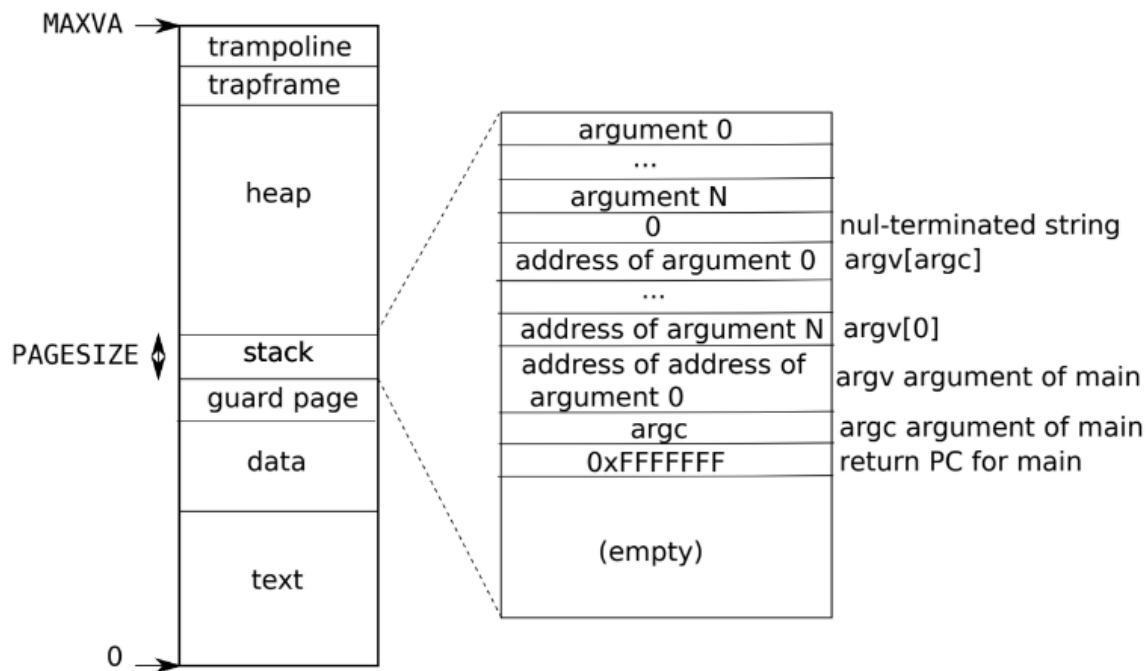 MAXVA
trampoline
trapframe
heap
PAGESIZE
stack
guard page
data
text
0
argument 0
...
argument N
0 nul-terminated string
address of argument 0 argv[argc]
...
address of argument N argv[0]
address of address of
argument 0 argv argument of main
argc argc argument of main
0xFFFFFFF return PC for main
(empty)